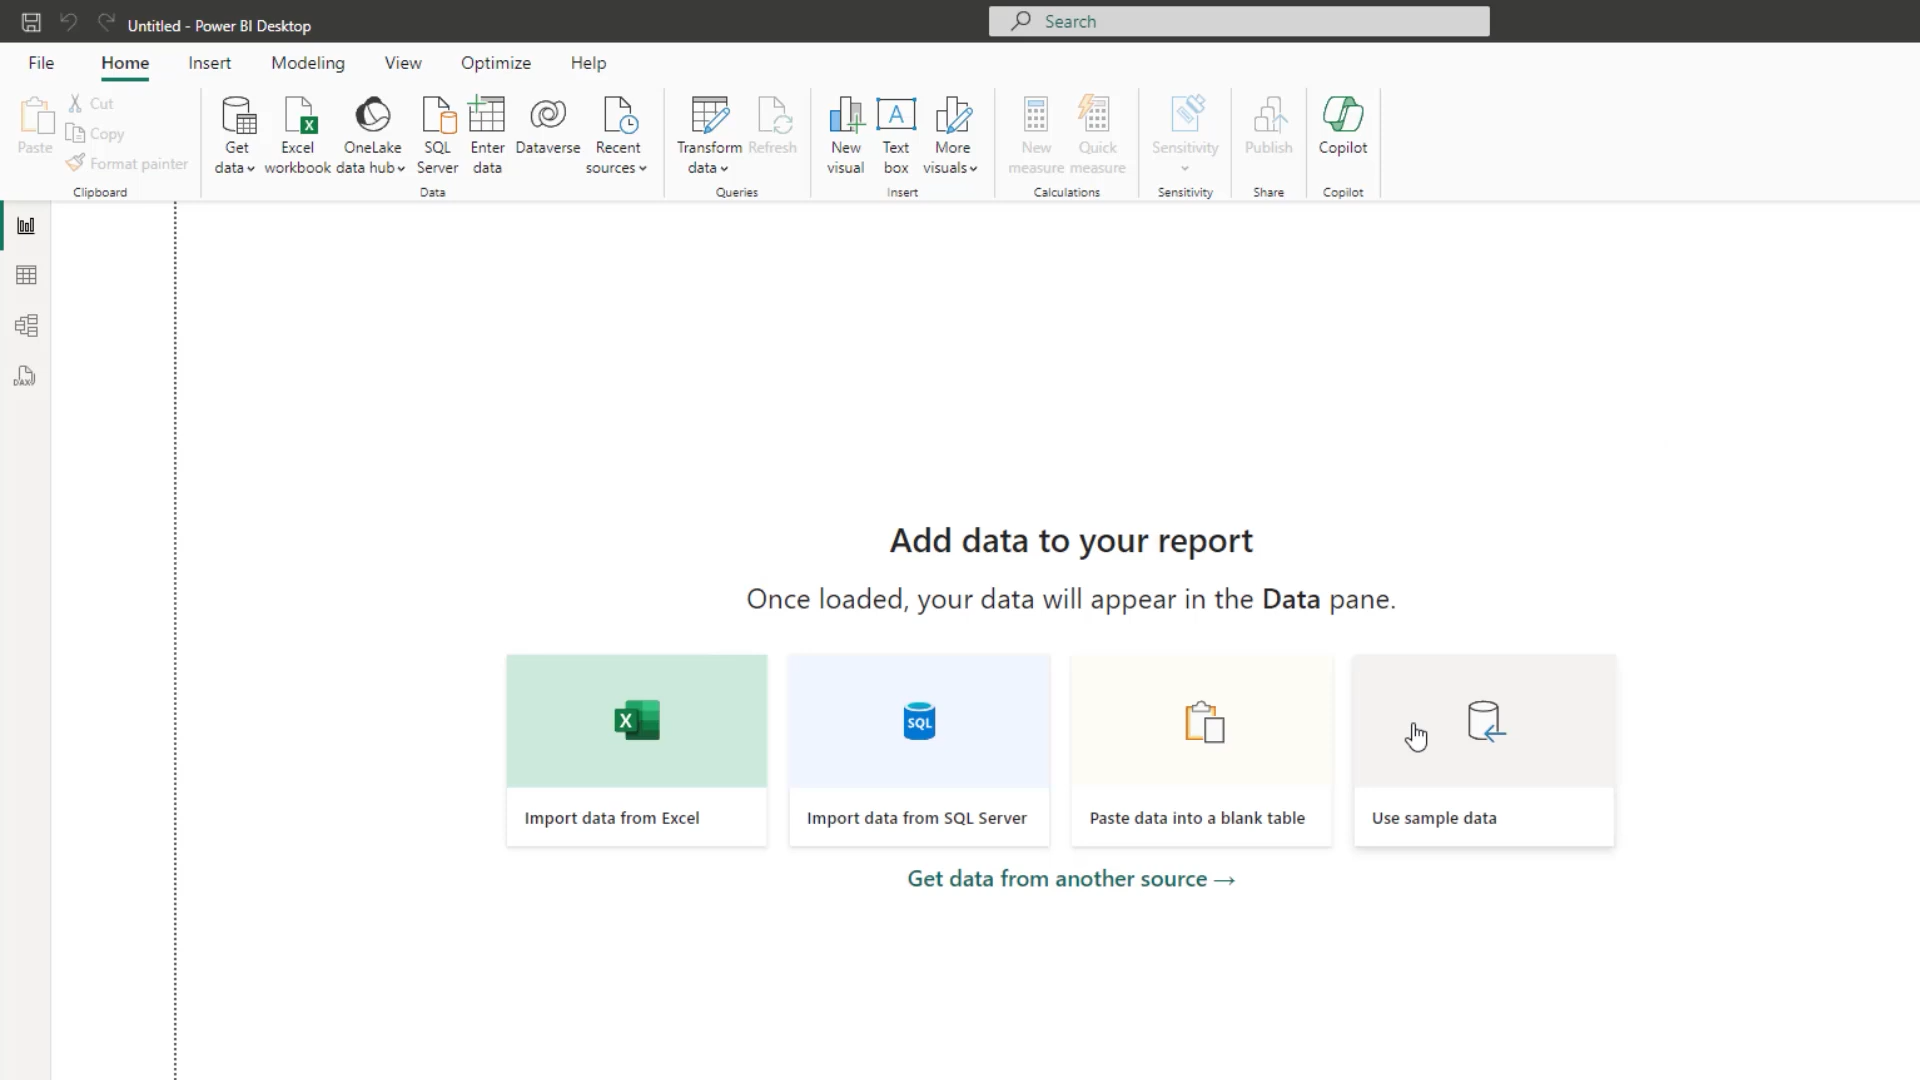 Untitled - Power BI Desktop
Search
File
Home
Insert
Modeling
View
Optimize
Help
Paste
Cut
Copy
Format painter
Clipboard
Get
data
Excel
workbook
OneLake
data hub
SQL
Server
Enter
data
Dataverse
Recent
sources
Data
Transform
data
Refresh
Queries
New
visual
A
Text
box
More
visuals
Insert
New
measure
Quick
measure
Calculations
Sensitivity
Sensitivity
Publish
Share
Copilot
Copilot
DAX
Add data to your report
Once loaded, your data will appear in the Data pane.
X
SQL
Import data from Excel
Import data from SQL Server
Paste data into a blank table
Use sample data
Get data from another source →